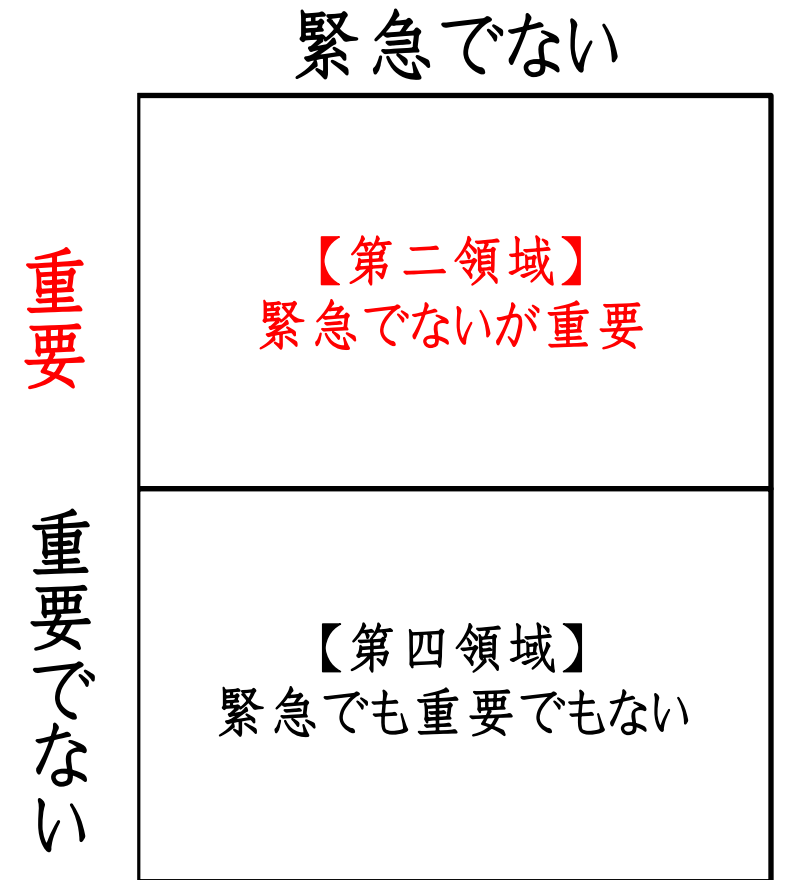 緊急でない
重要
【第二領域】
緊急でないが重要
重要でない
【第四領域】
緊急でも重要でもない